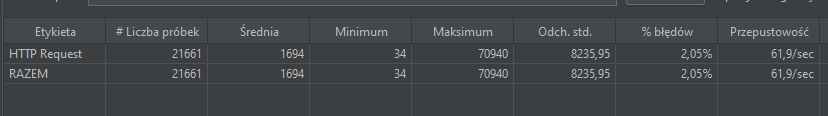 Etykieta # Liczba próbek Średnia Minimum Maksimum Odch. std. % błędów Przepustowość
HTTP Request 21661 1694 34 70940 8235,95 2,05% 61,9/sec
RAZEM 21661 1694 34 70940 8235,95 2,05% 61,9/sec